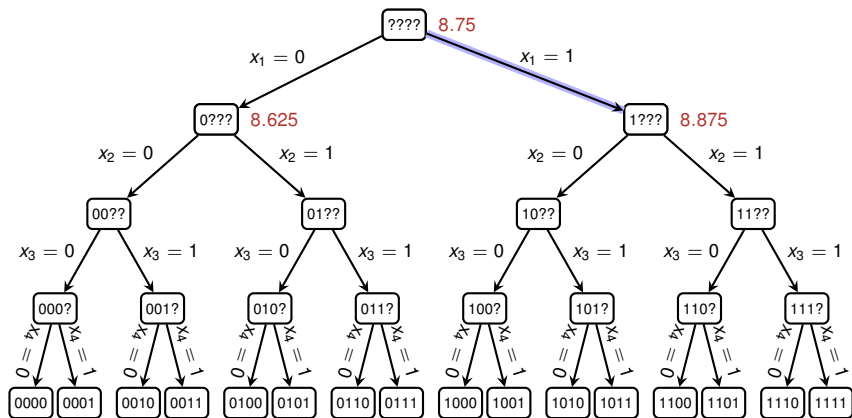 ???? 8.75
x₁ = 0 x₁ = 1
0??? 8.625 1??? 8.875
x₂ = 0 x₂ = 1 x₂ = 0 x₂ = 1
00?? 01?? 10?? 11??
x₃ = 0 x₃ = 1 x₃ = 0 x₃ = 1 x₃ = 0 x₃ = 1 x₃ = 0 x₃ = 1
000? 001? 010? 011? 100? 101? 110? 111?
x₄ = 0 x₄ = 1 x₄ = 0 x₄ = 1 x₄ = 0 x₄ = 1 x₄ = 0 x₄ = 1 x₄ = 0 x₄ = 1 x₄ = 0 x₄ = 1 x₄ = 0 x₄ = 1 x₄ = 0 x₄ = 1
0000 0001 0010 0011 0100 0101 0110 0111 1000 1001 1010 1011 1100 1101 1110 1111